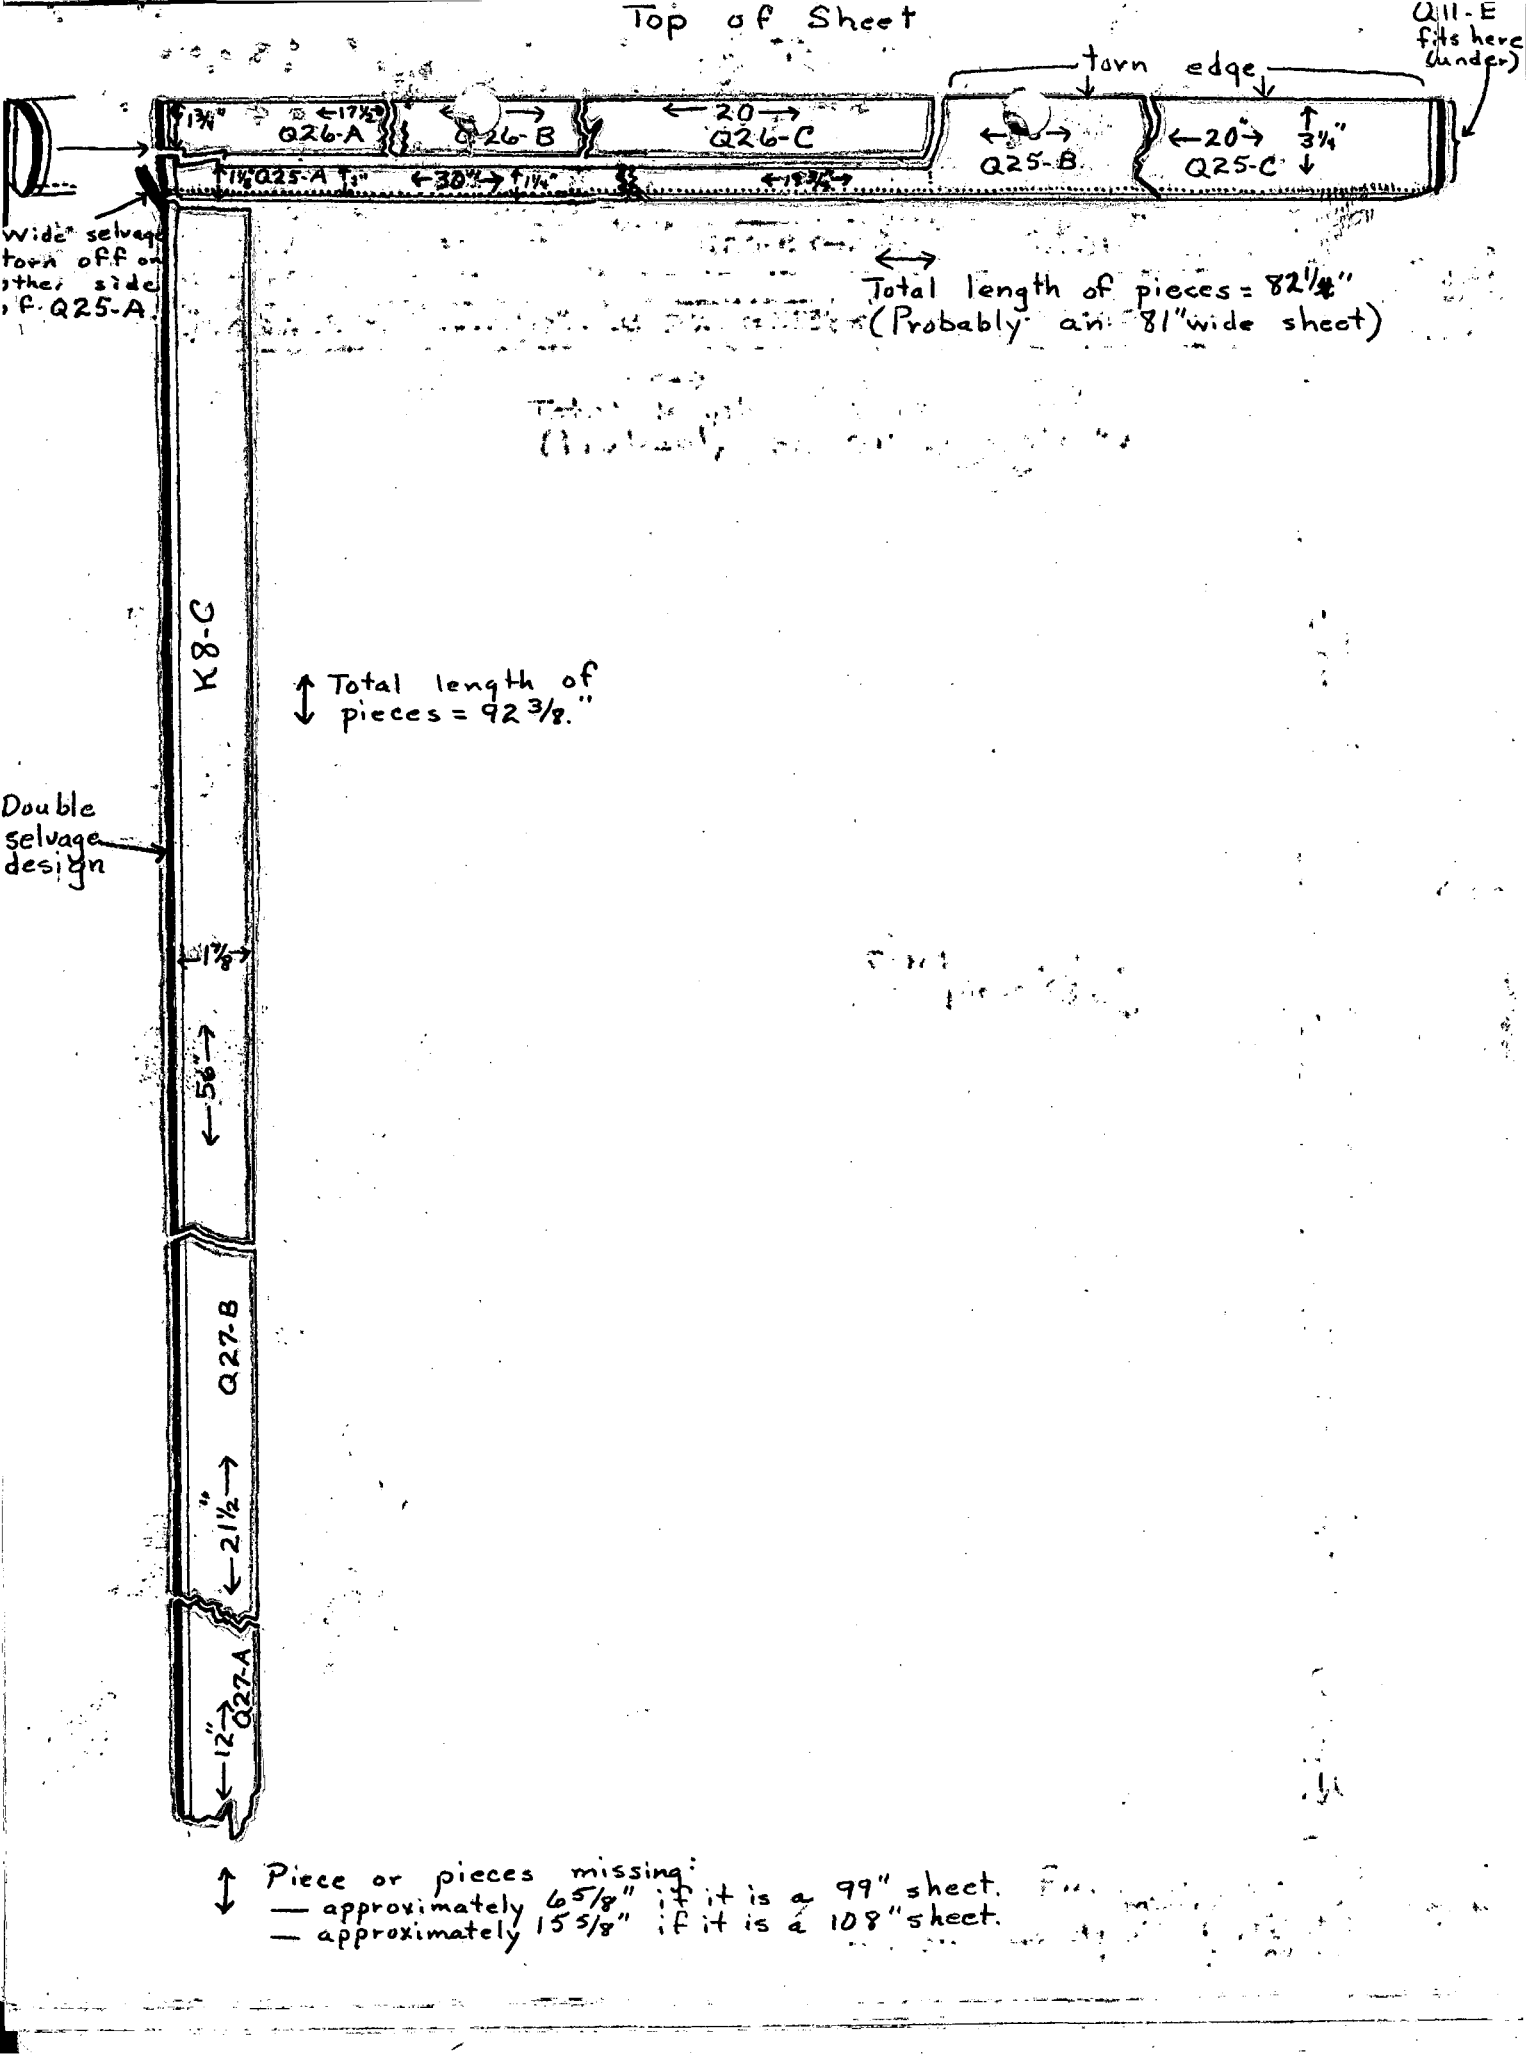 Top of Sheet
Q11-E
fits here
(under)
torn edge
1 3/4"
←17 1/2"→
Q26-A
26-B
←20→
Q26-C
Q25-B
←20"→
Q25-C
3 1/4"
1 1/8" Q25-A
←30"→
1 1/4"
Wide selvage
torn off on
other side
of Q25-A
Total length of pieces = 82 1/4"
(Probably an 81" wide sheet)
K8-C
Total length of
pieces = 92 3/8."
Double
selvage
design
←1 7/8→
←56"→
Q27-B
←21 1/2"→
Q27-A
←12"→
Piece or pieces missing:
— approximately 6 5/8" if it is a 99" sheet.
— approximately 15 5/8" if it is a 108" sheet.